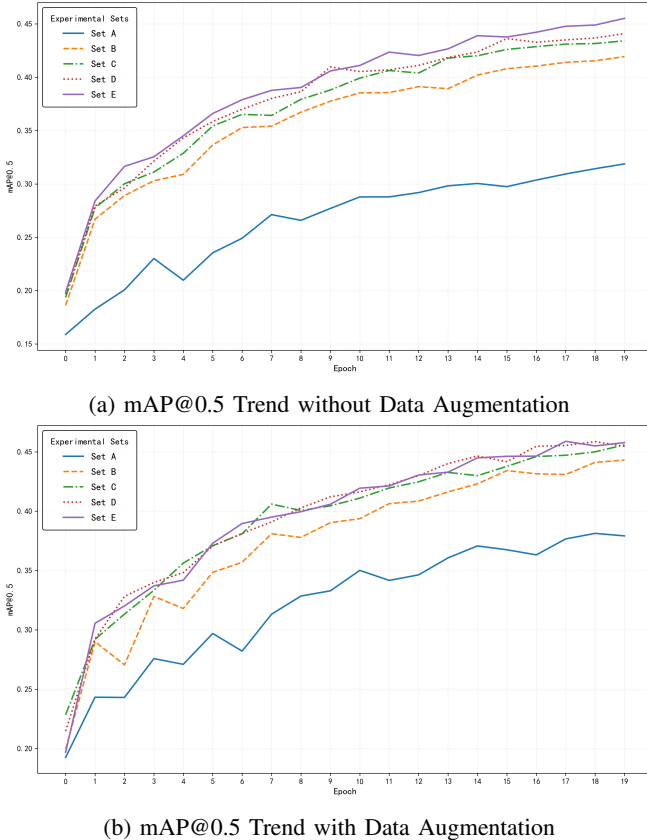 Experimental Sets
Set A
Set B
Set C
Set D
Set E
mAP@0.5
0.45
0.40
0.35
0.30
0.25
0.20
0.15
0 1 2 3 4 5 6 7 8 9 10 11 12 13 14 15 16 17 18 19
Epoch
(a) mAP@0.5 Trend without Data Augmentation
Experimental Sets
Set A
Set B
Set C
Set D
Set E
mAP@0.5
0.45
0.40
0.35
0.30
0.25
0.20
0 1 2 3 4 5 6 7 8 9 10 11 12 13 14 15 16 17 18 19
Epoch
(b) mAP@0.5 Trend with Data Augmentation